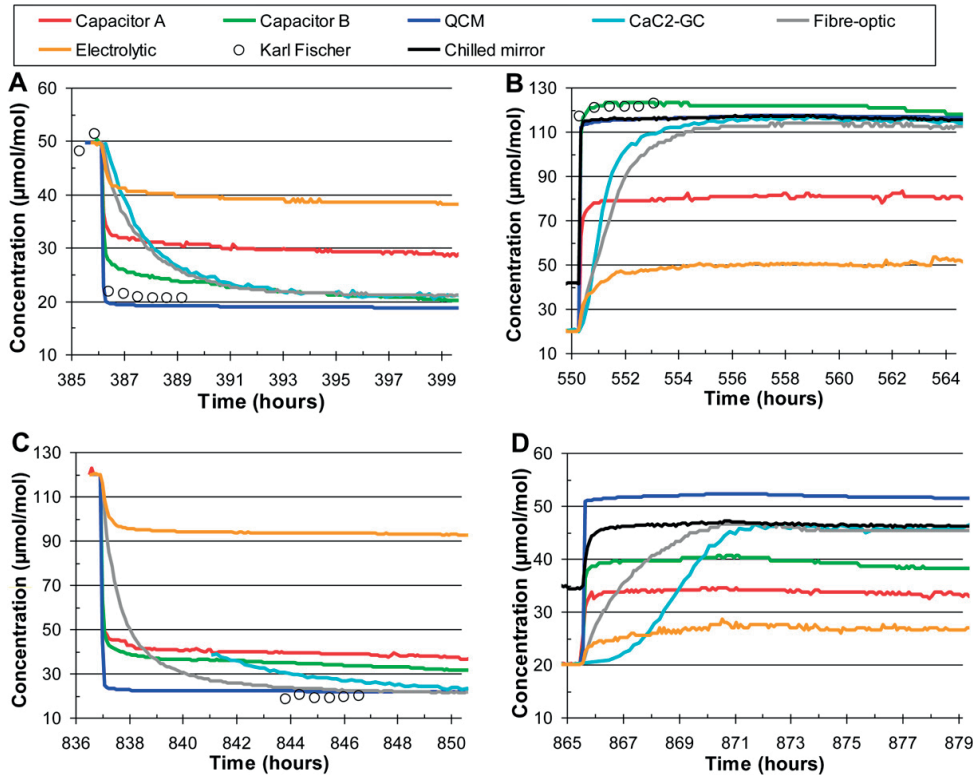 Capacitor A Capacitor B QCM CaC2-GC Fibre-optic
Electrolytic Karl Fischer Chilled mirror
A
Concentration (µmol/mol)
60
50
40
30
20
10
385 387 389 391 393 395 397 399
Time (hours)
B
Concentration (µmol/mol)
130
110
90
70
50
30
10
550 552 554 556 558 560 562 564
Time (hours)
C
Concentration (µmol/mol)
130
110
90
70
50
30
10
836 838 840 842 844 846 848 850
Time (hours)
D
Concentration (µmol/mol)
60
50
40
30
20
10
865 867 869 871 873 875 877 879
Time (hours)